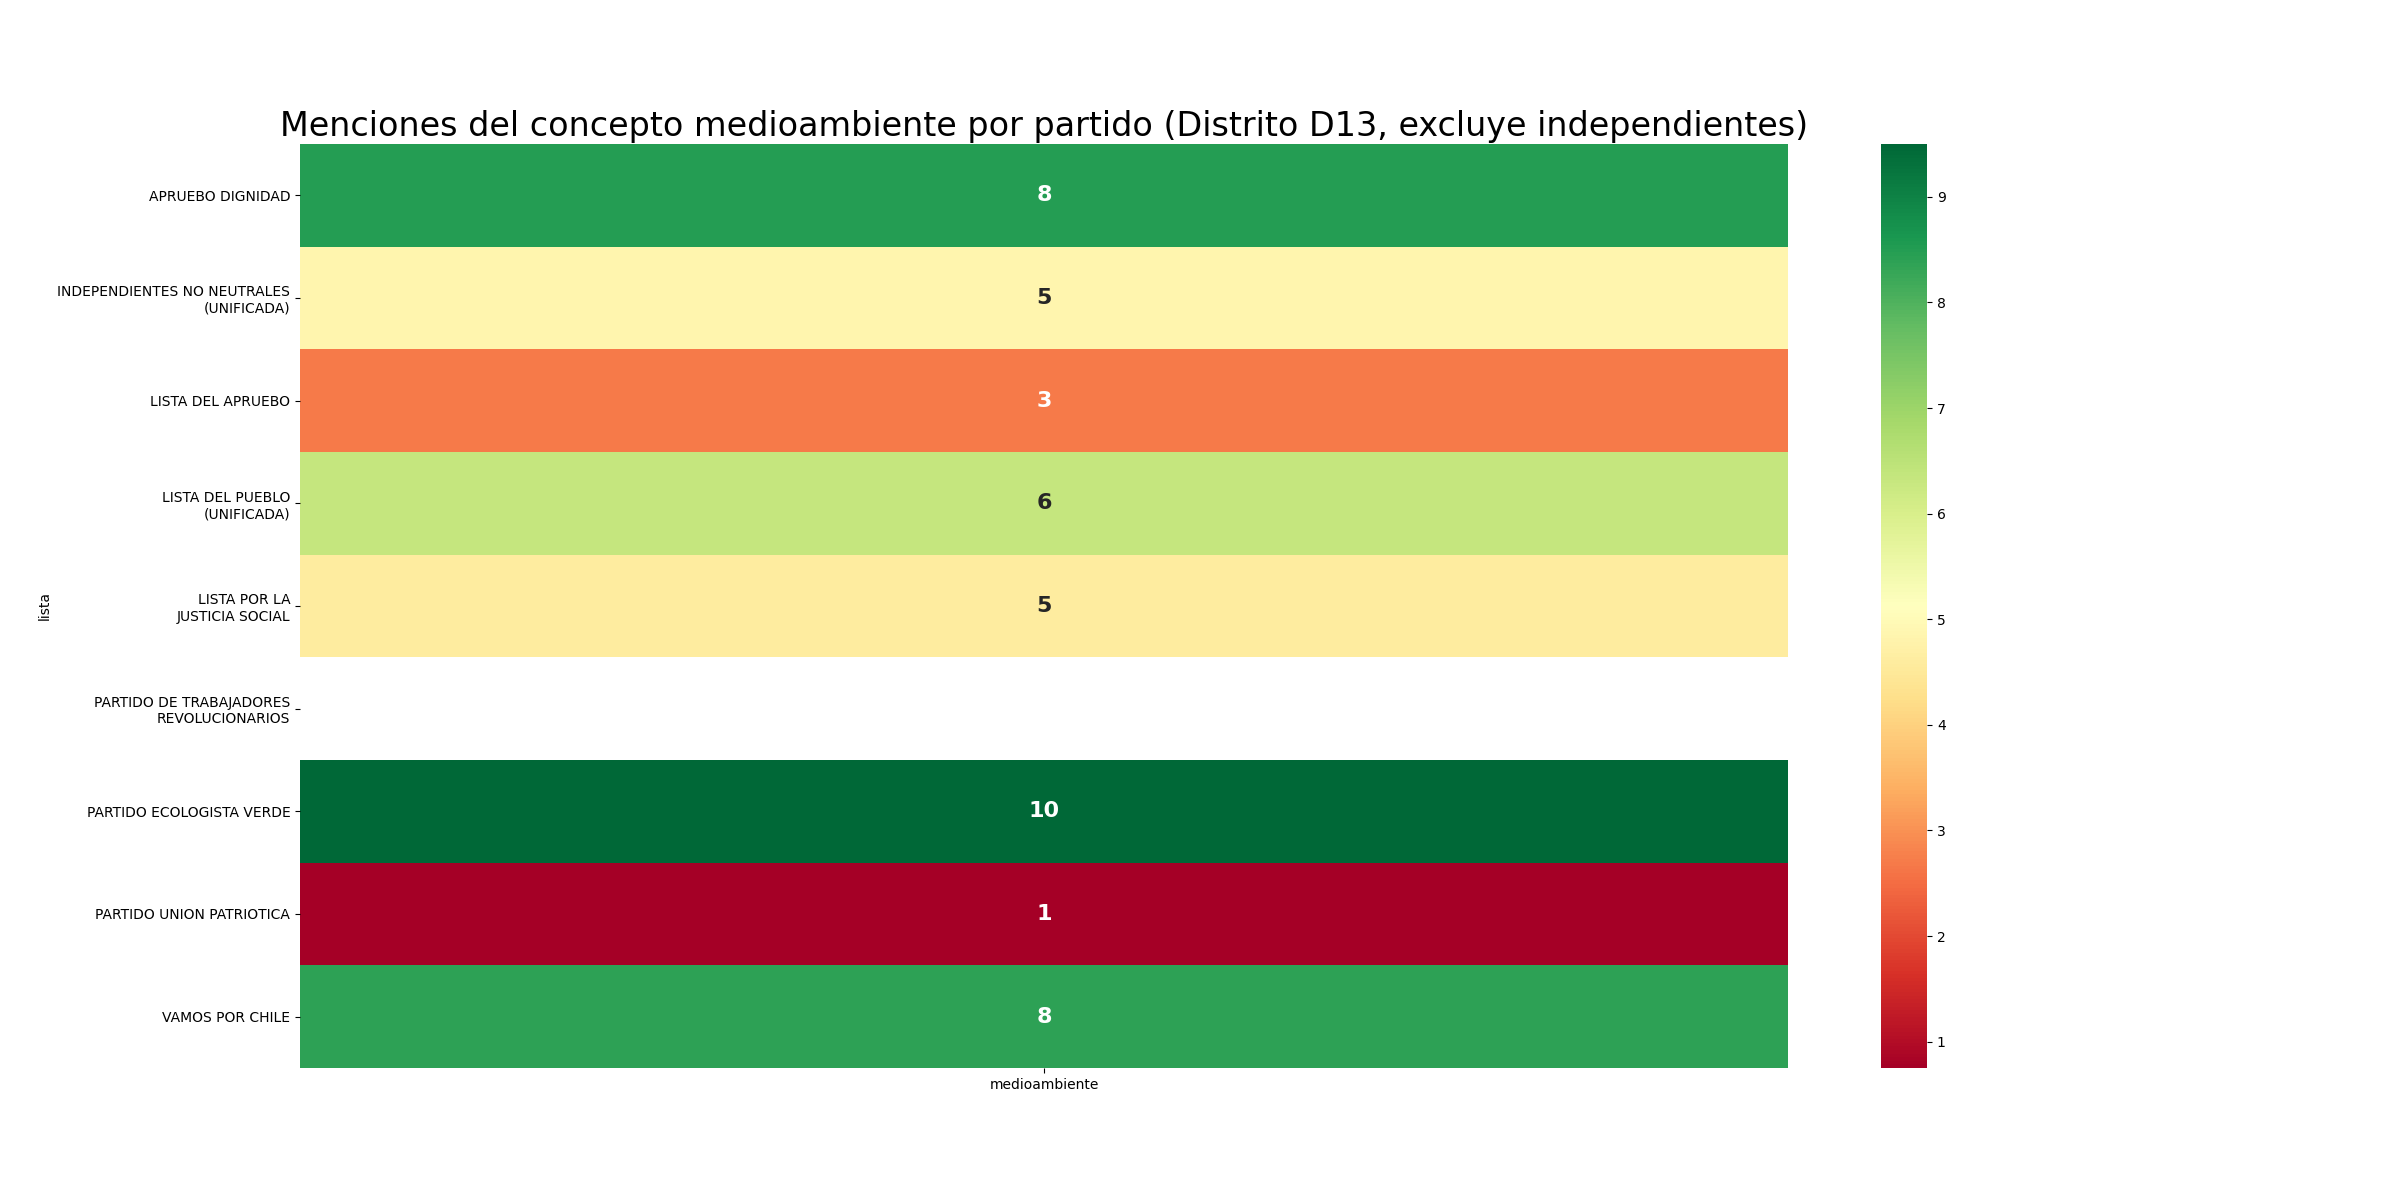 Menciones del concepto medioambiente por partido (Distrito D13, excluye independientes)
APRUEBO DIGNIDAD
8
INDEPENDIENTES NO NEUTRALES
(UNIFICADA)
5
LISTA DEL APRUEBO
3
LISTA DEL PUEBLO
(UNIFICADA)
6
LISTA POR LA
JUSTICIA SOCIAL
5
PARTIDO DE TRABAJADORES
REVOLUCIONARIOS
PARTIDO ECOLOGISTA VERDE
10
PARTIDO UNION PATRIOTICA
1
VAMOS POR CHILE
8
lista
medioambiente
9
8
7
6
5
4
3
2
1